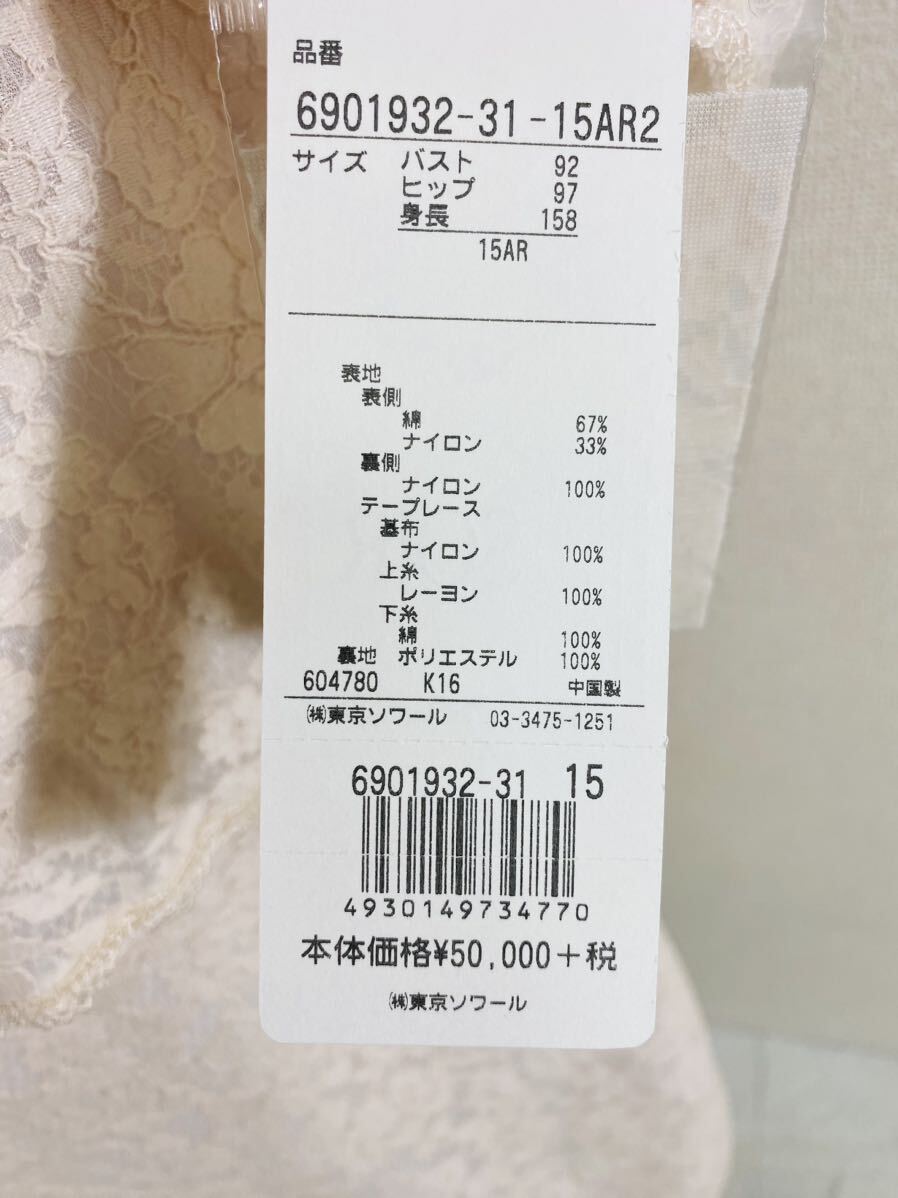 品番
6901932-31-15AR2
サイズ バスト 92
ヒップ 97
身長 158
15AR
表地
表側
綿 67%
ナイロン 33%
裏側
ナイロン 100%
テープレース
基布
ナイロン 100%
上糸
レーヨン 100%
下糸
綿 100%
裏地 ポリエステル 100%
604780 K16 中国製
㈱東京ソワール 03-3475-1251
6901932-31 15
4930149734770
本体価格¥50,000+税
㈱東京ソワール